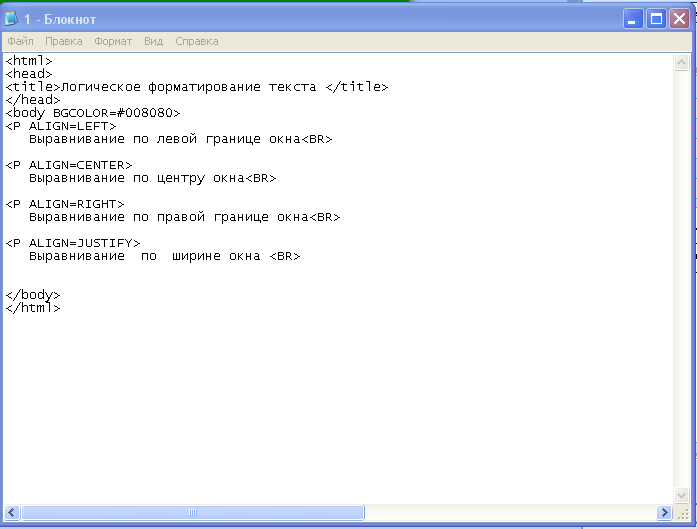 1 - Блокнот
Файл Правка Формат Вид Справка
<html>
<head>
<title>Логическое форматирование текста </title>
</head>
<body BGCOLOR=#008080>
<P ALIGN=LEFT>
   Выравнивание по левой границе окна<BR>
<P ALIGN=CENTER>
   Выравнивание по центру окна<BR>
<P ALIGN=RIGHT>
   Выравнивание по правой границе окна<BR>
<P ALIGN=JUSTIFY>
   Выравнивание  по  ширине окна <BR>
</body>
</html>